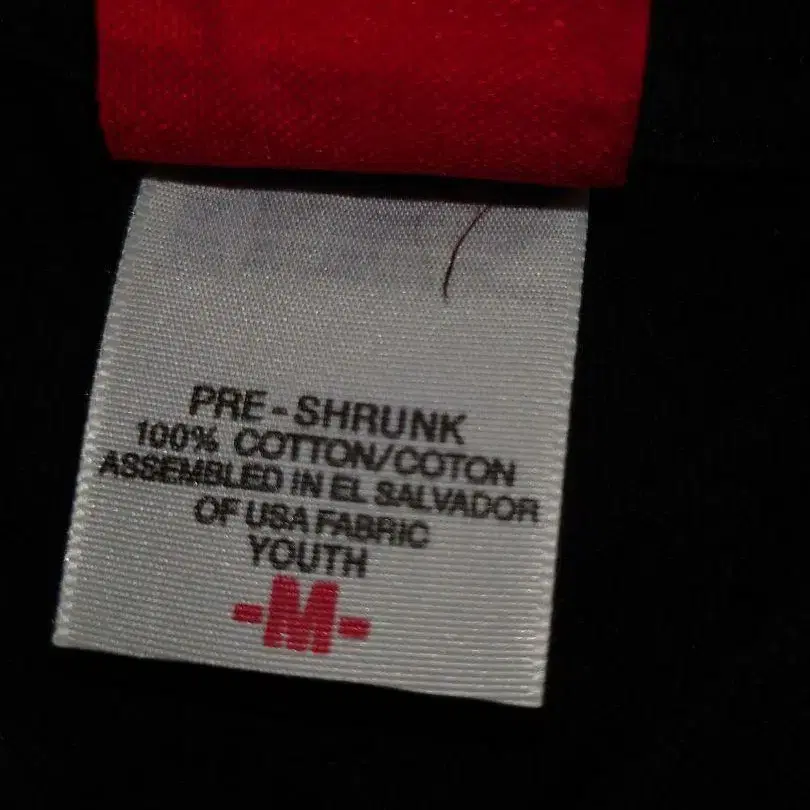 PRE-SHRUNK
100% COTTON/COTON
ASSEMBLED IN EL SALVADOR
OF USA FABRIC
YOUTH
-M-